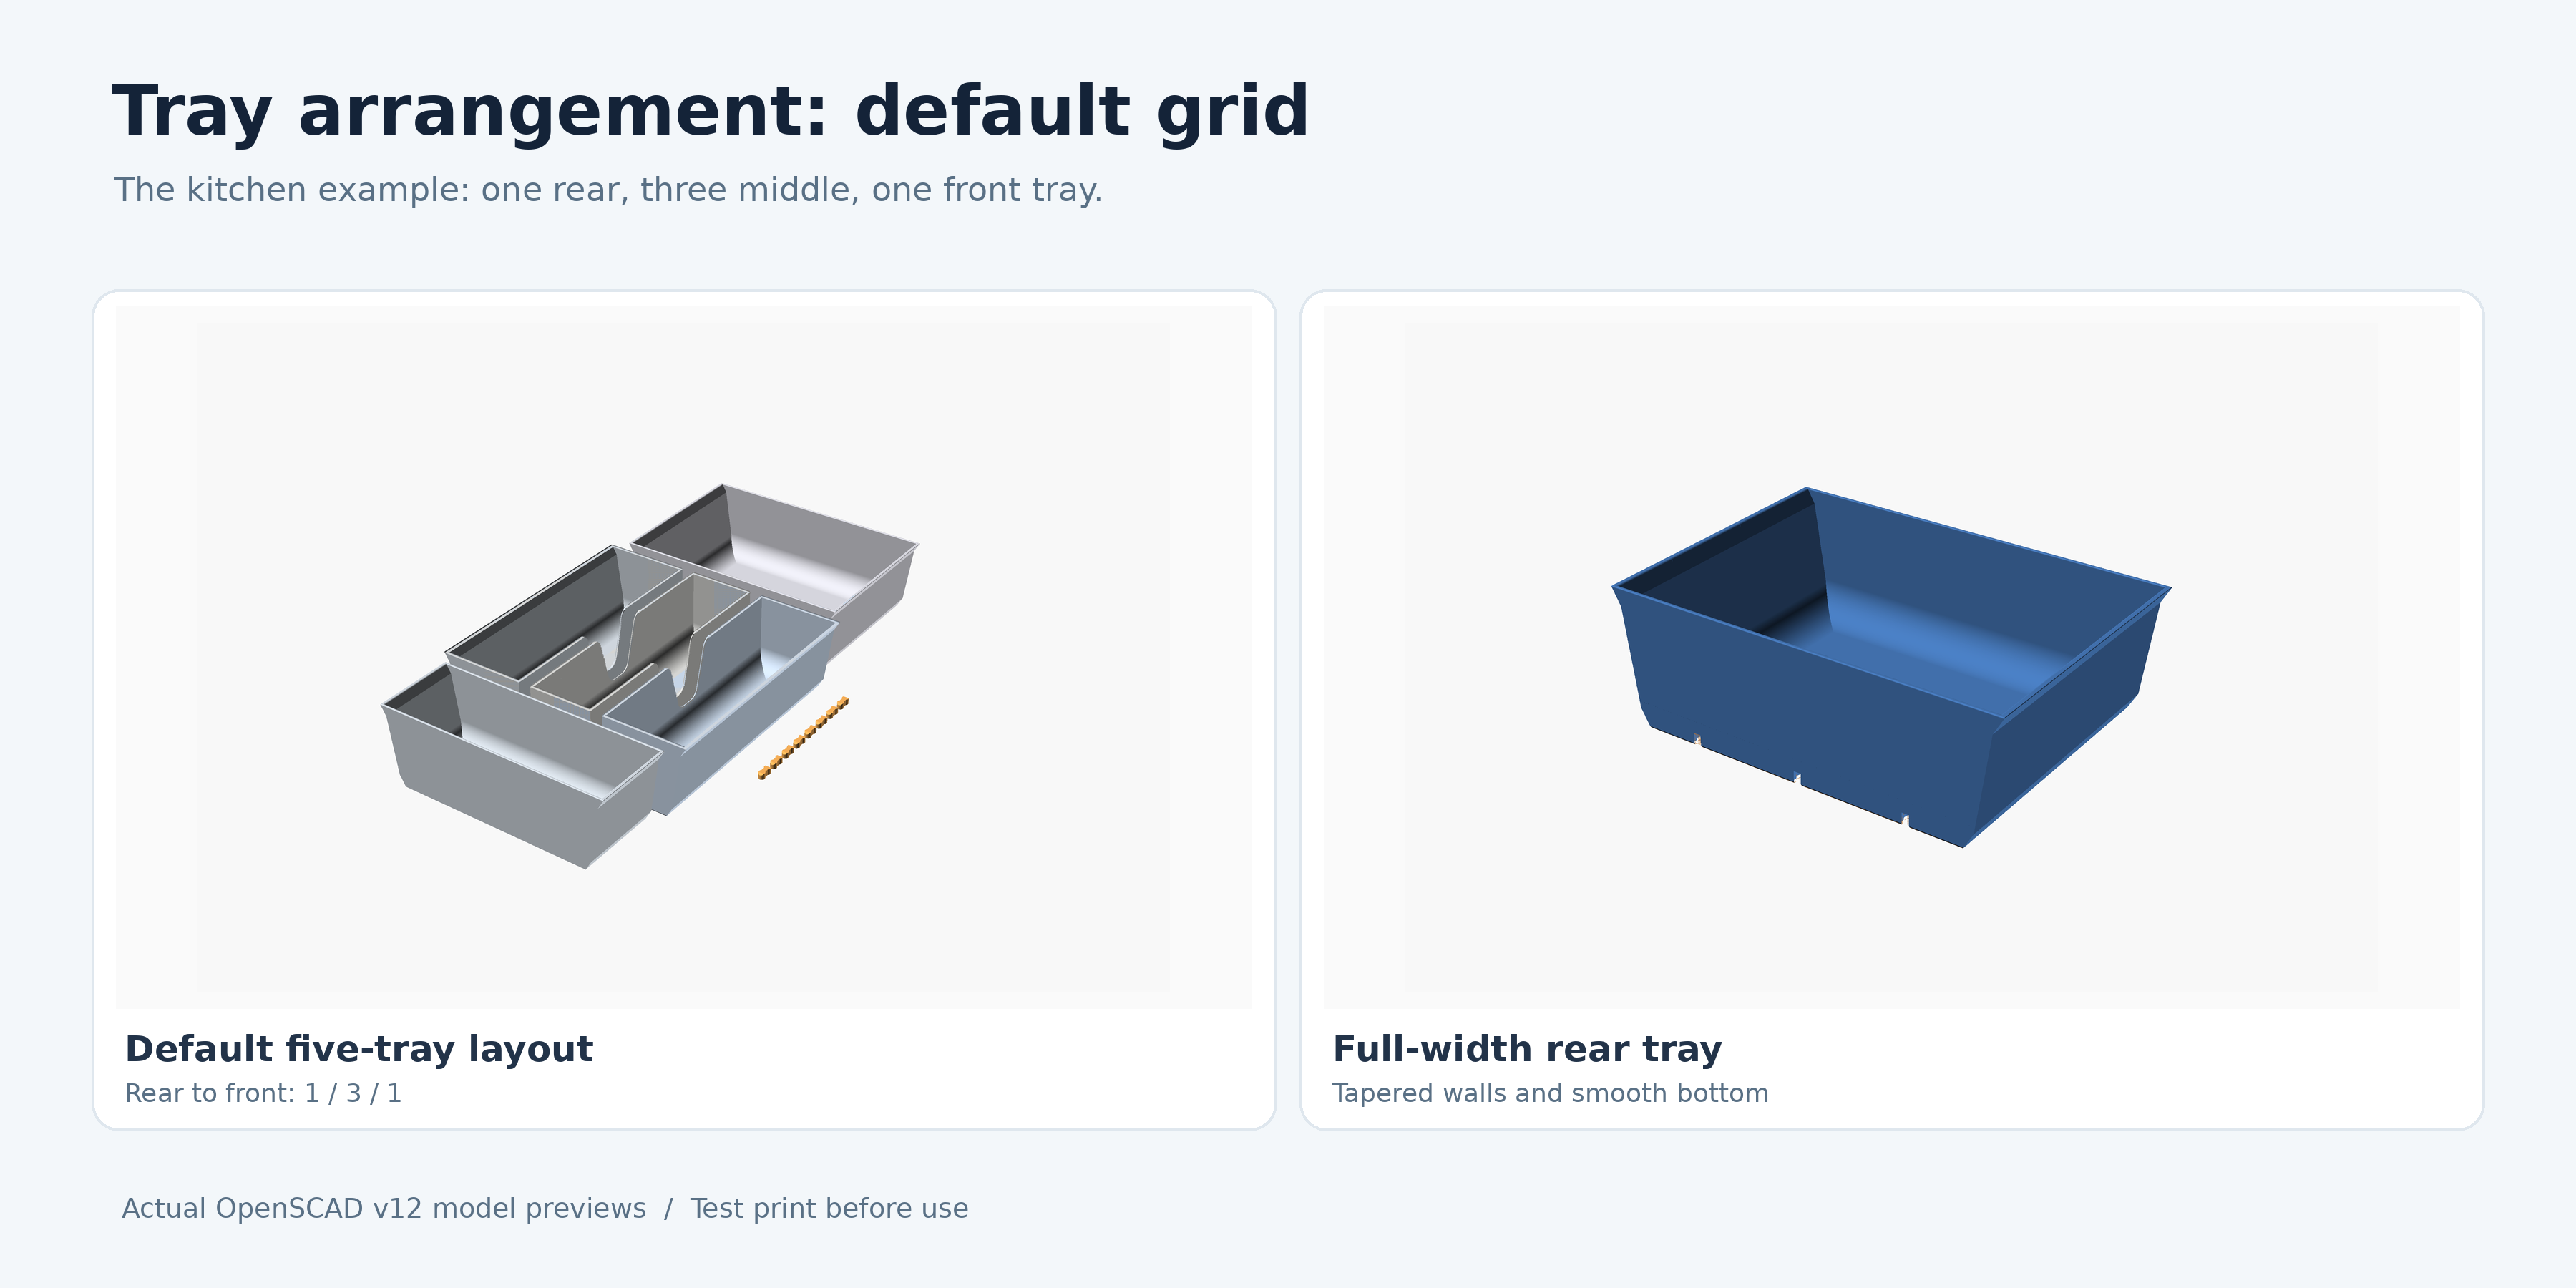 Tray arrangement: default grid
The kitchen example: one rear, three middle, one front tray.
Default five-tray layout
Rear to front: 1 / 3 / 1
Full-width rear tray
Tapered walls and smooth bottom
Actual OpenSCAD v12 model previews / Test print before use